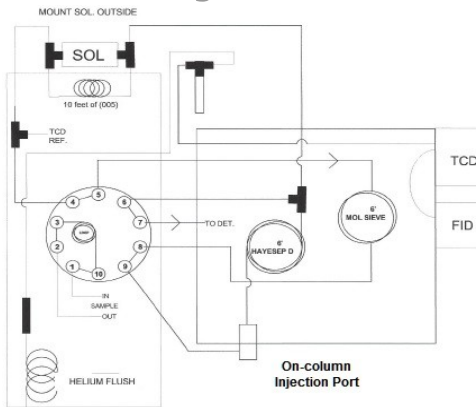 MOUNT SOL. OUTSIDE
SOL
10 feet of (005)
TCD
REF.
TCD
FID
5
4
6
3
7
TO DET.
2
8
1
9
10
6'
MOL SIEVE
6'
HAYESEP D
IN
SAMPLE
OUT
HELIUM FLUSH
On-column
Injection Port